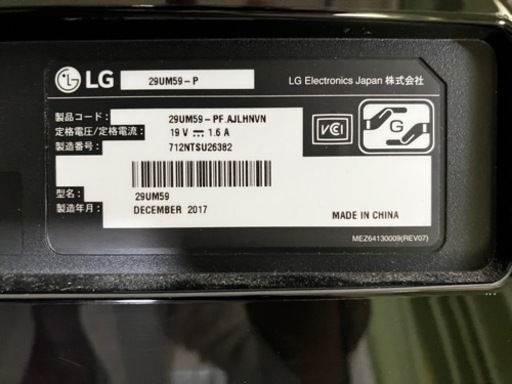 LG 29UM59-P LG Electronics Japan 株式会社
製品コード: 29UM59-PF.AJLHNVN
定格電圧/定格電流: 19 V ⎓ 1.6 A
製造番号: 712NTSU26382
VCI G
型名: 29UM59
製造年月: DECEMBER 2017
MADE IN CHINA
MEZ64130009(REV07)